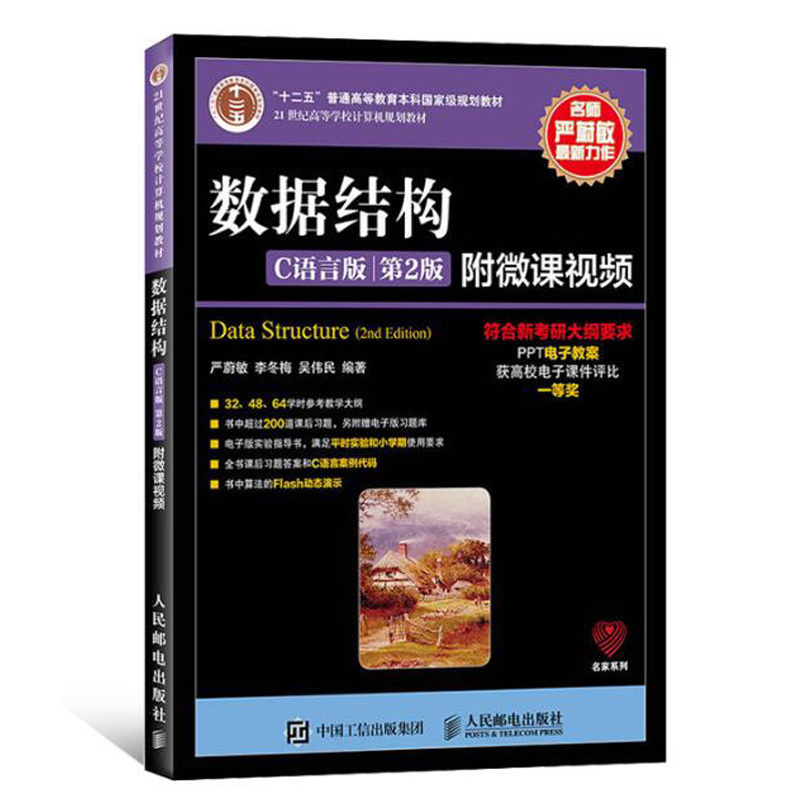 21世纪高等学校计算机规划教材
数据结构
C语言版 第2版
附微课视频
人民邮电出版社
十二五
“十二五”普通高等教育本科国家级规划教材
21世纪高等学校计算机规划教材
名师
严蔚敏
最新力作
数据结构
C语言版 | 第2版
附微课视频
Data Structure (2nd Edition)
严蔚敏 李冬梅 吴伟民 编著
符合新考研大纲要求
PPT电子教案
获高校电子课件评比
一等奖
32、48、64学时参考教学大纲
书中超过200道课后习题，另附赠电子版习题库
电子版实验指导书，满足平时实验和小学期使用要求
全书课后习题答案和C语言案例代码
书中算法的Flash动态演示
名家系列
中国工信出版集团
人民邮电出版社
POSTS & TELECOM PRESS